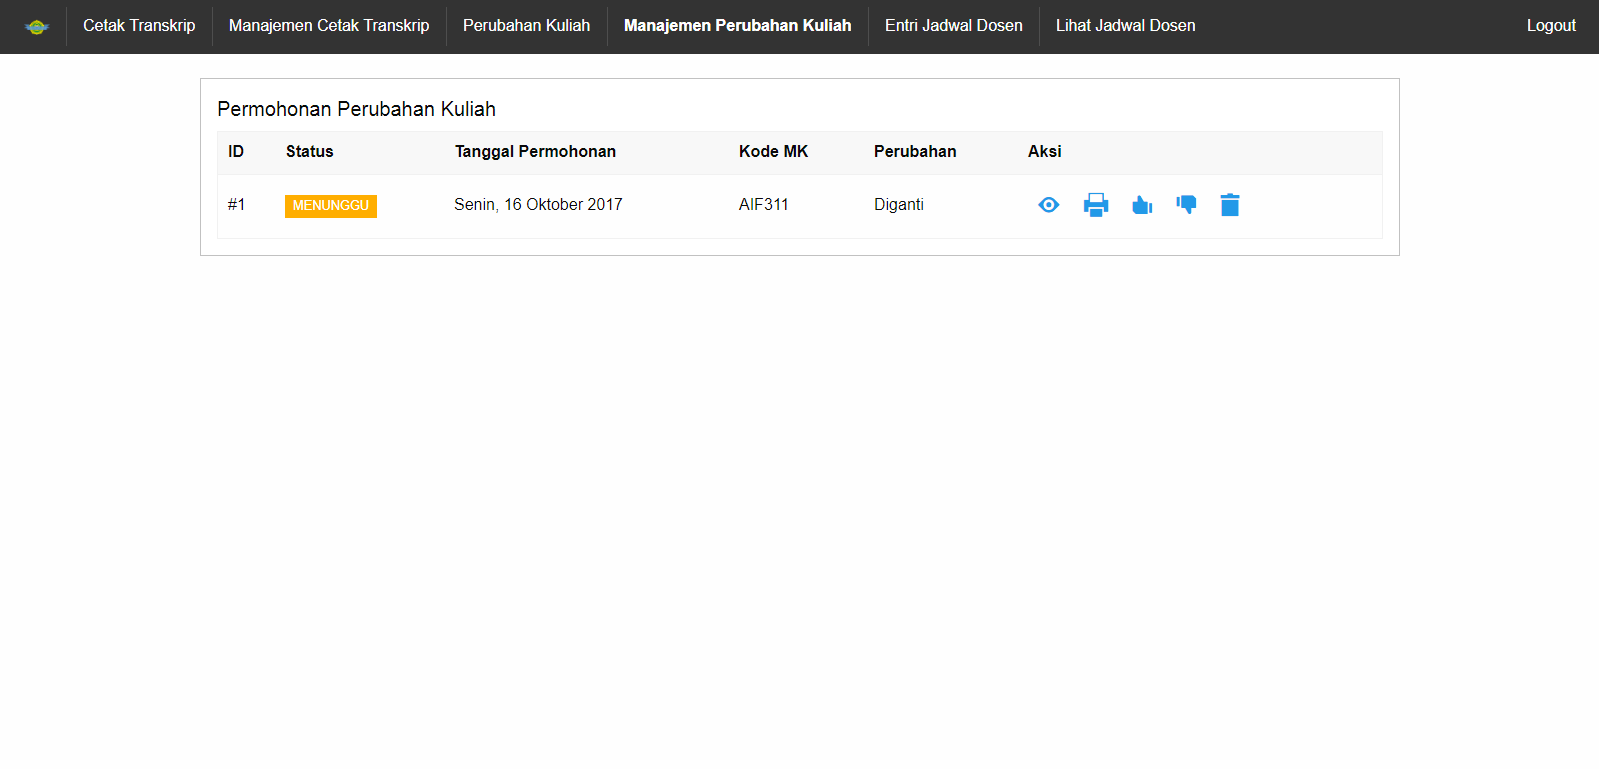 Cetak Transkrip Manajemen Cetak Transkrip Perubahan Kuliah Manajemen Perubahan Kuliah Entri Jadwal Dosen Lihat Jadwal Dosen Logout
Permohonan Perubahan Kuliah
ID Status Tanggal Permohonan Kode MK Perubahan Aksi
#1 MENUNGGU Senin, 16 Oktober 2017 AIF311 Diganti